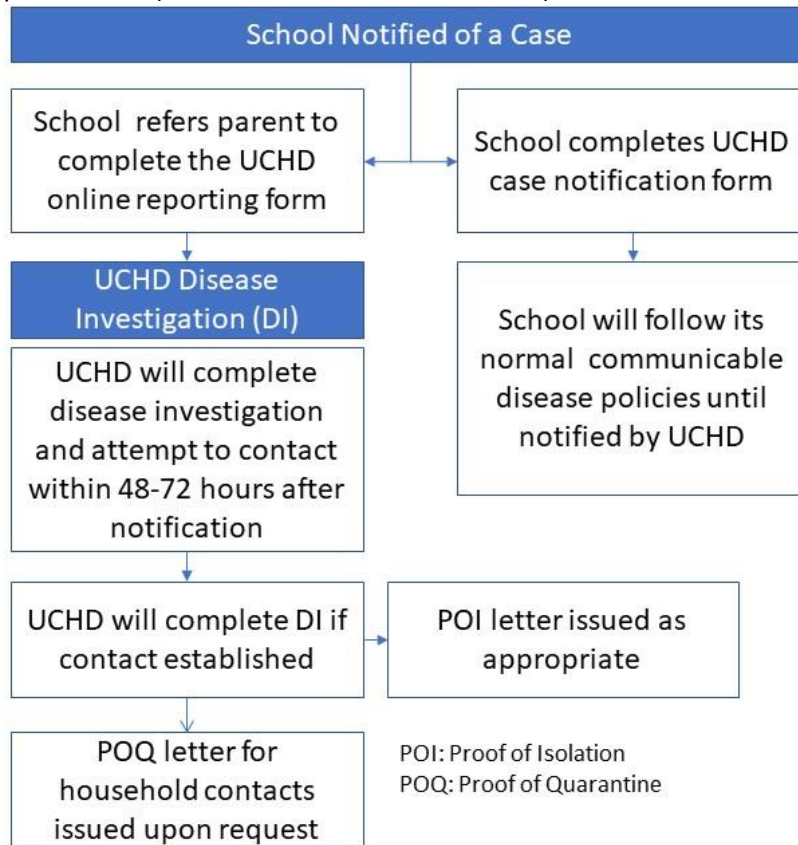 School Notified of a Case
School refers parent to
complete the UCHD
online reporting form
School completes UCHD
case notification form
UCHD Disease
Investigation (DI)
UCHD will complete
disease investigation
and attempt to contact
within 48-72 hours after
notification
School will follow its
normal communicable
disease policies until
notified by UCHD
UCHD will complete DI if
contact established
POI letter issued as
appropriate
POQ letter for
household contacts
issued upon request
POI: Proof of Isolation
POQ: Proof of Quarantine